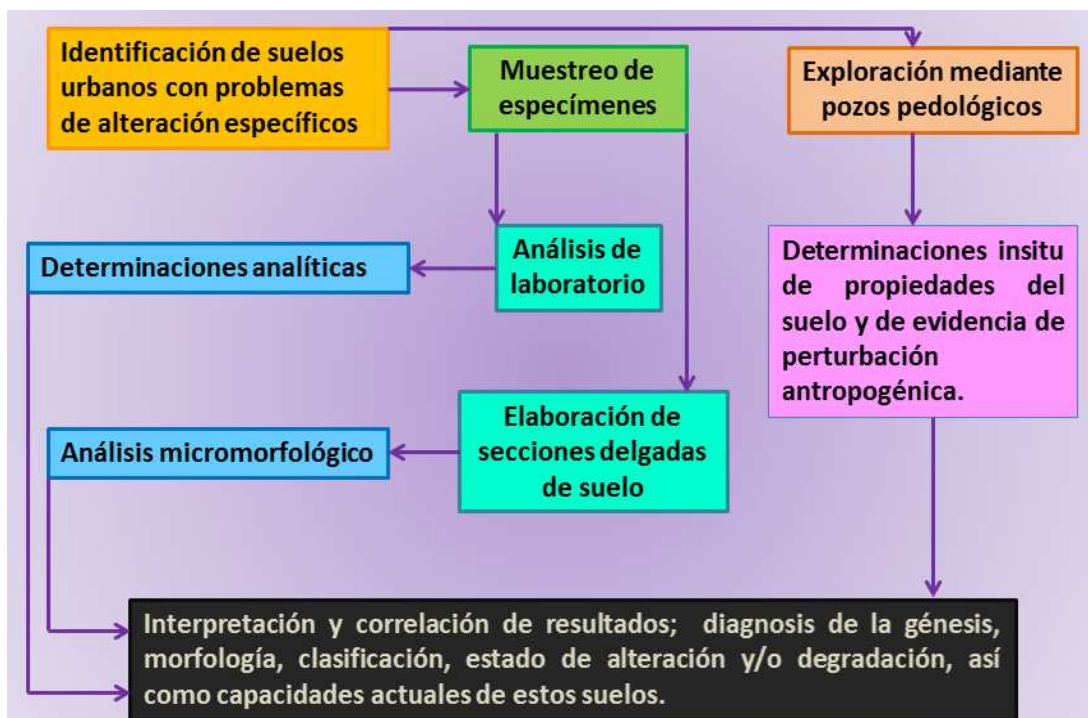 Identificación de suelos
urbanos con problemas
de alteración específicos
Muestreo de
especímenes
Exploración mediante
pozos pedológicos
Análisis de
laboratorio
Determinaciones analíticas
Determinaciones insitu
de propiedades del
suelo y de evidencia de
perturbación
antropogénica.
Elaboración de
secciones delgadas
de suelo
Análisis micromorfológico
Interpretación y correlación de resultados; diagnosis de la génesis,
morfología, clasificación, estado de alteración y/o degradación, así
como capacidades actuales de estos suelos.